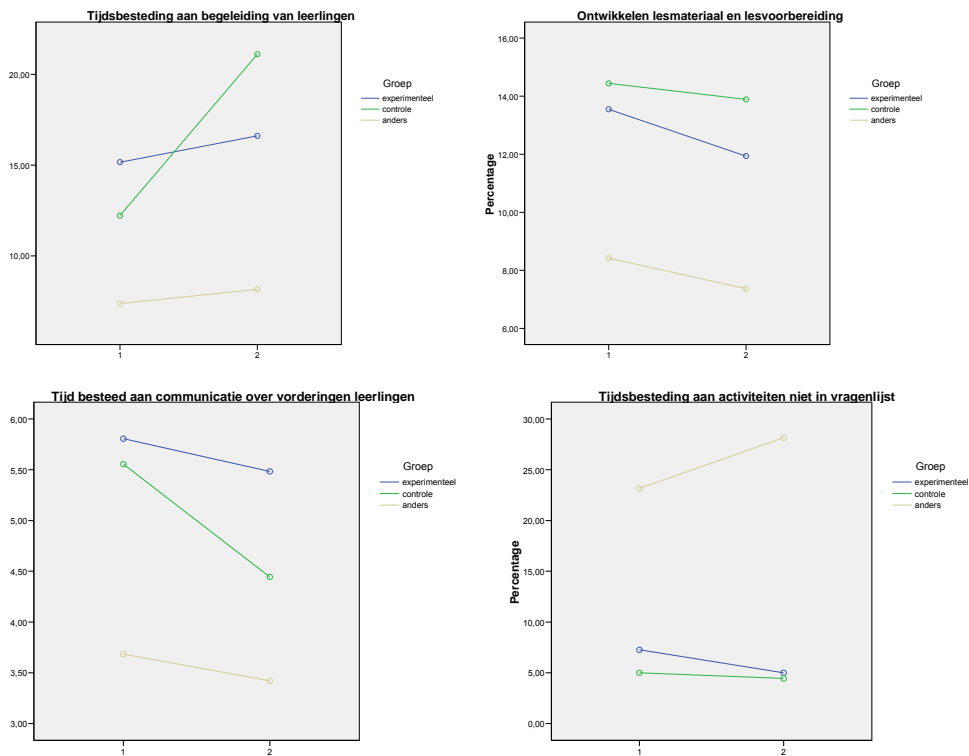 Tijdsbesteding aan begeleiding van leerlingen
20,00
15,00
10,00
1
2
Groep
experimenteel
controle
anders
Ontwikkelen lesmateriaal en lesvoorbereiding
Percentage
16,00
14,00
12,00
10,00
8,00
6,00
1
2
Groep
experimenteel
controle
anders
Tijd besteed aan communicatie over vorderingen leerlingen
6,00
5,50
5,00
4,50
4,00
3,50
3,00
1
2
Groep
experimenteel
controle
anders
Tijdsbesteding aan activiteiten niet in vragenlijst
Percentage
30,00
25,00
20,00
15,00
10,00
5,00
0,00
1
2
Groep
experimenteel
controle
anders